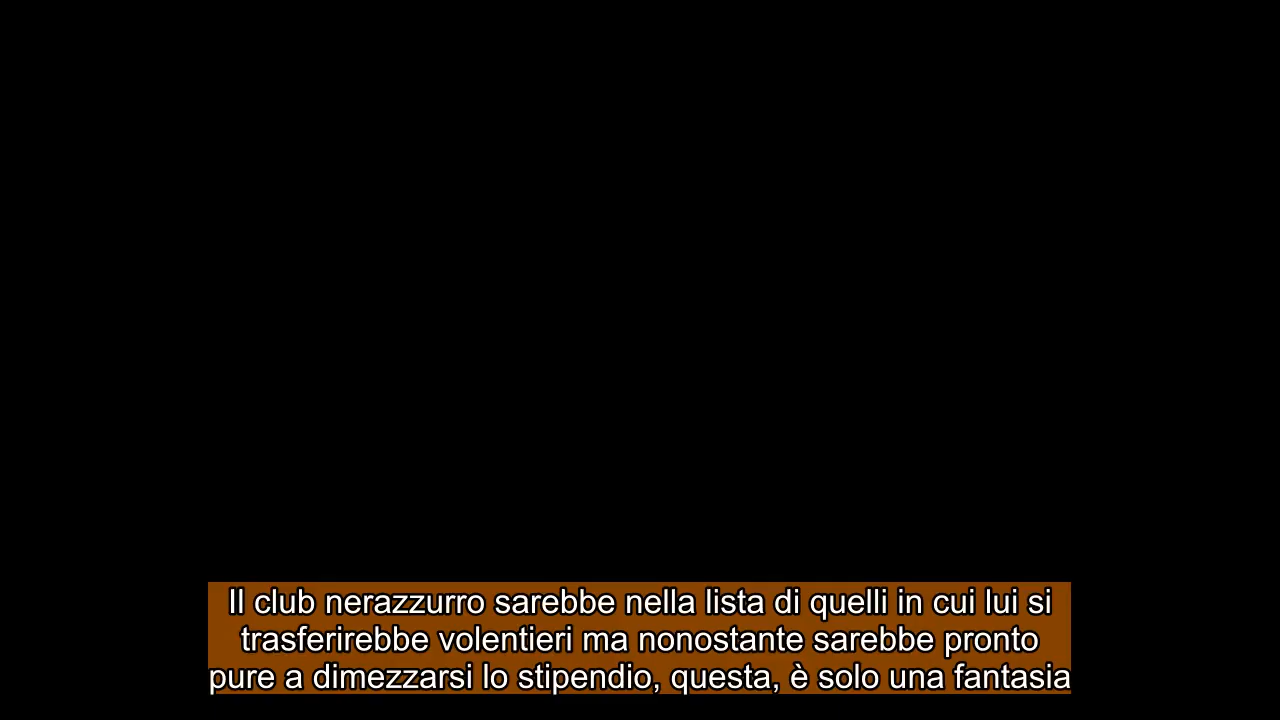 Il club nerazzurro sarebbe nella lista di quelli in cui lui si
trasferirebbe volentieri ma nonostante sarebbe pronto
pure a dimezzarsi lo stipendio, questa, è solo una fantasia